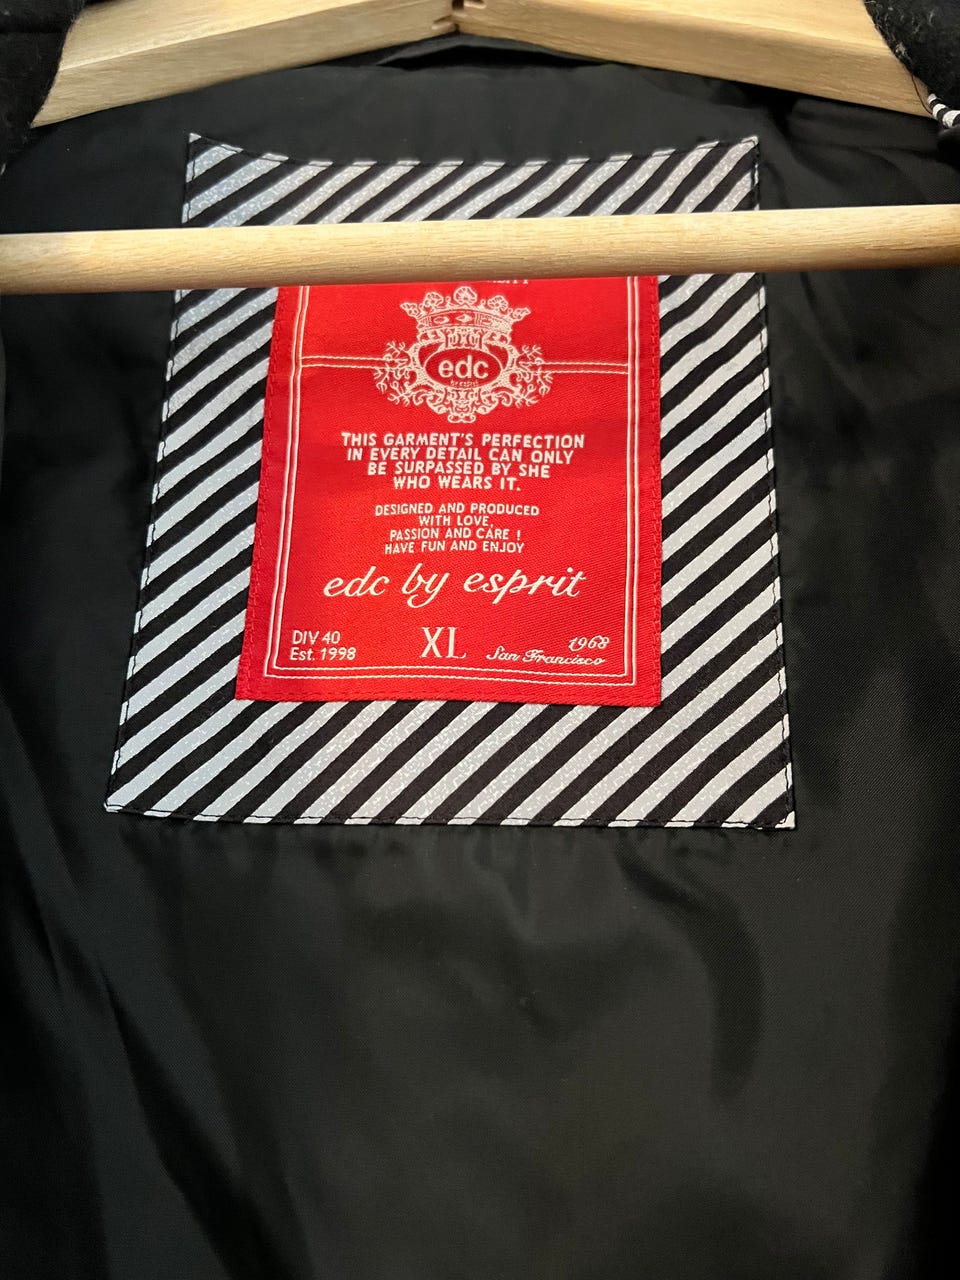 edc
by esprit
THIS GARMENT'S PERFECTION
IN EVERY DETAIL CAN ONLY
BE SURPASSED BY SHE
WHO WEARS IT.
DESIGNED AND PRODUCED
WITH LOVE,
PASSION AND CARE !
HAVE FUN AND ENJOY
edc by esprit
DIV 40
Est. 1998
XL
1968
San Francisco